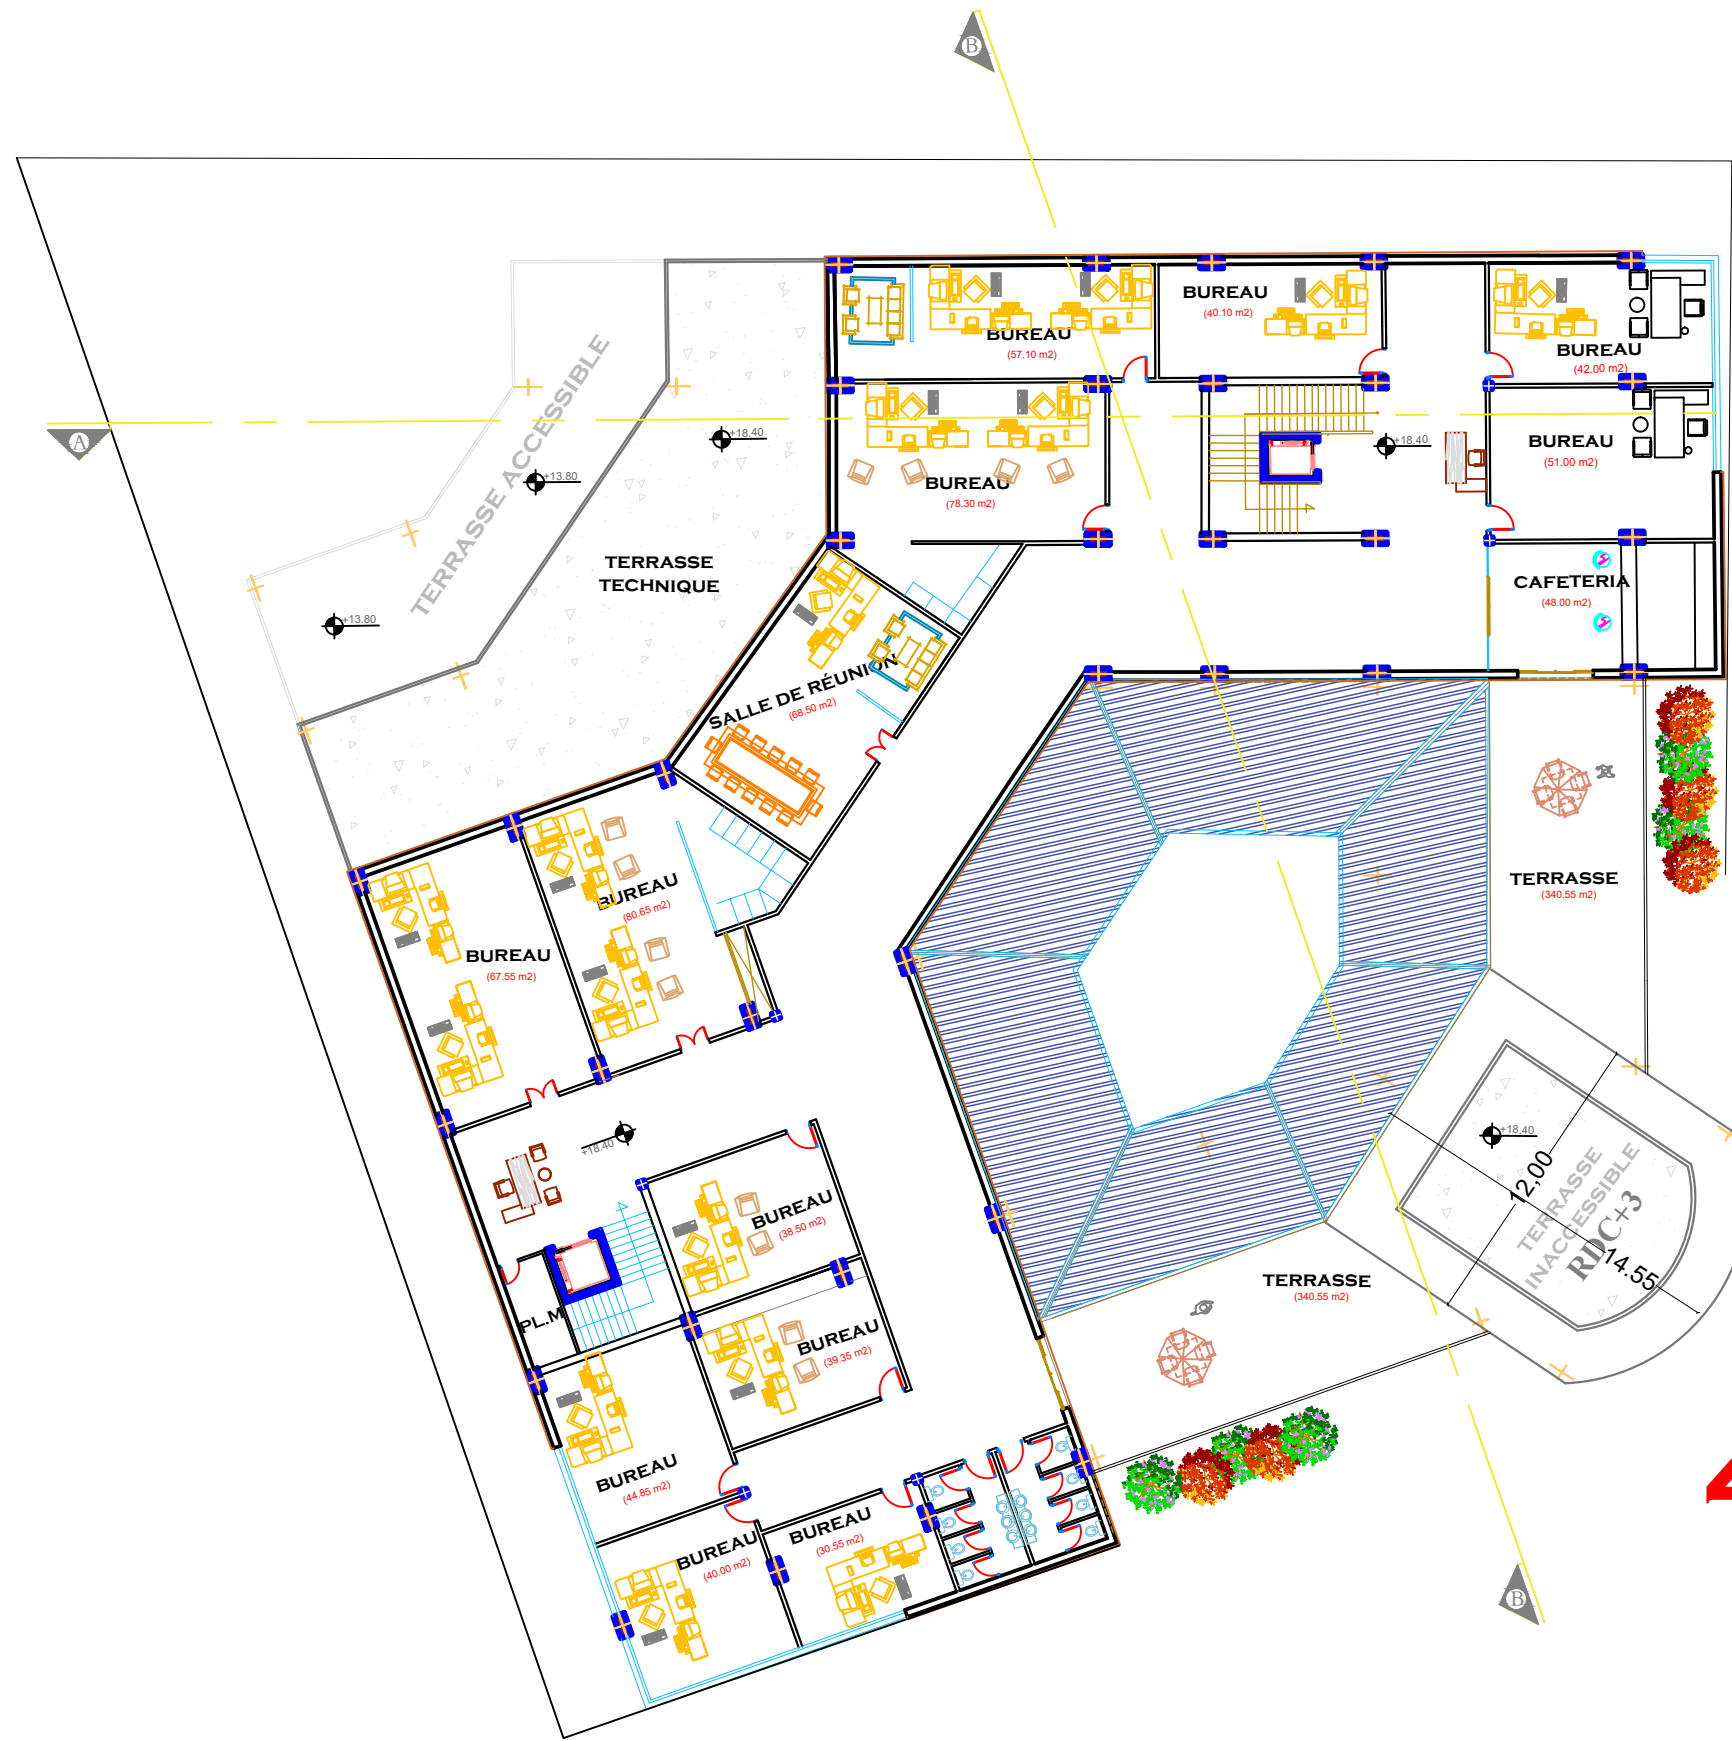 B
A
TERRASSE ACCESSIBLE
+13.80
+13.80
+18.40
TERRASSE
TECHNIQUE
BUREAU
(57.10 m2)
BUREAU
(40.10 m2)
BUREAU
(42.00 m2)
BUREAU
(78.30 m2)
+18.40
BUREAU
(51.00 m2)
CAFETERIA
(48.00 m2)
SALLE DE RÉUNION
(68.50 m2)
BUREAU
(80.65 m2)
BUREAU
(67.55 m2)
TERRASSE
(340.55 m2)
+18.40
BUREAU
(38.50 m2)
PL.M
BUREAU
(39.35 m2)
BUREAU
(44.85 m2)
BUREAU
(40.00 m2)
BUREAU
(30.55 m2)
TERRASSE
(340.55 m2)
+18.40
12,00
TERRASSE
INACCESSIBLE
RDC+3
14.55
B